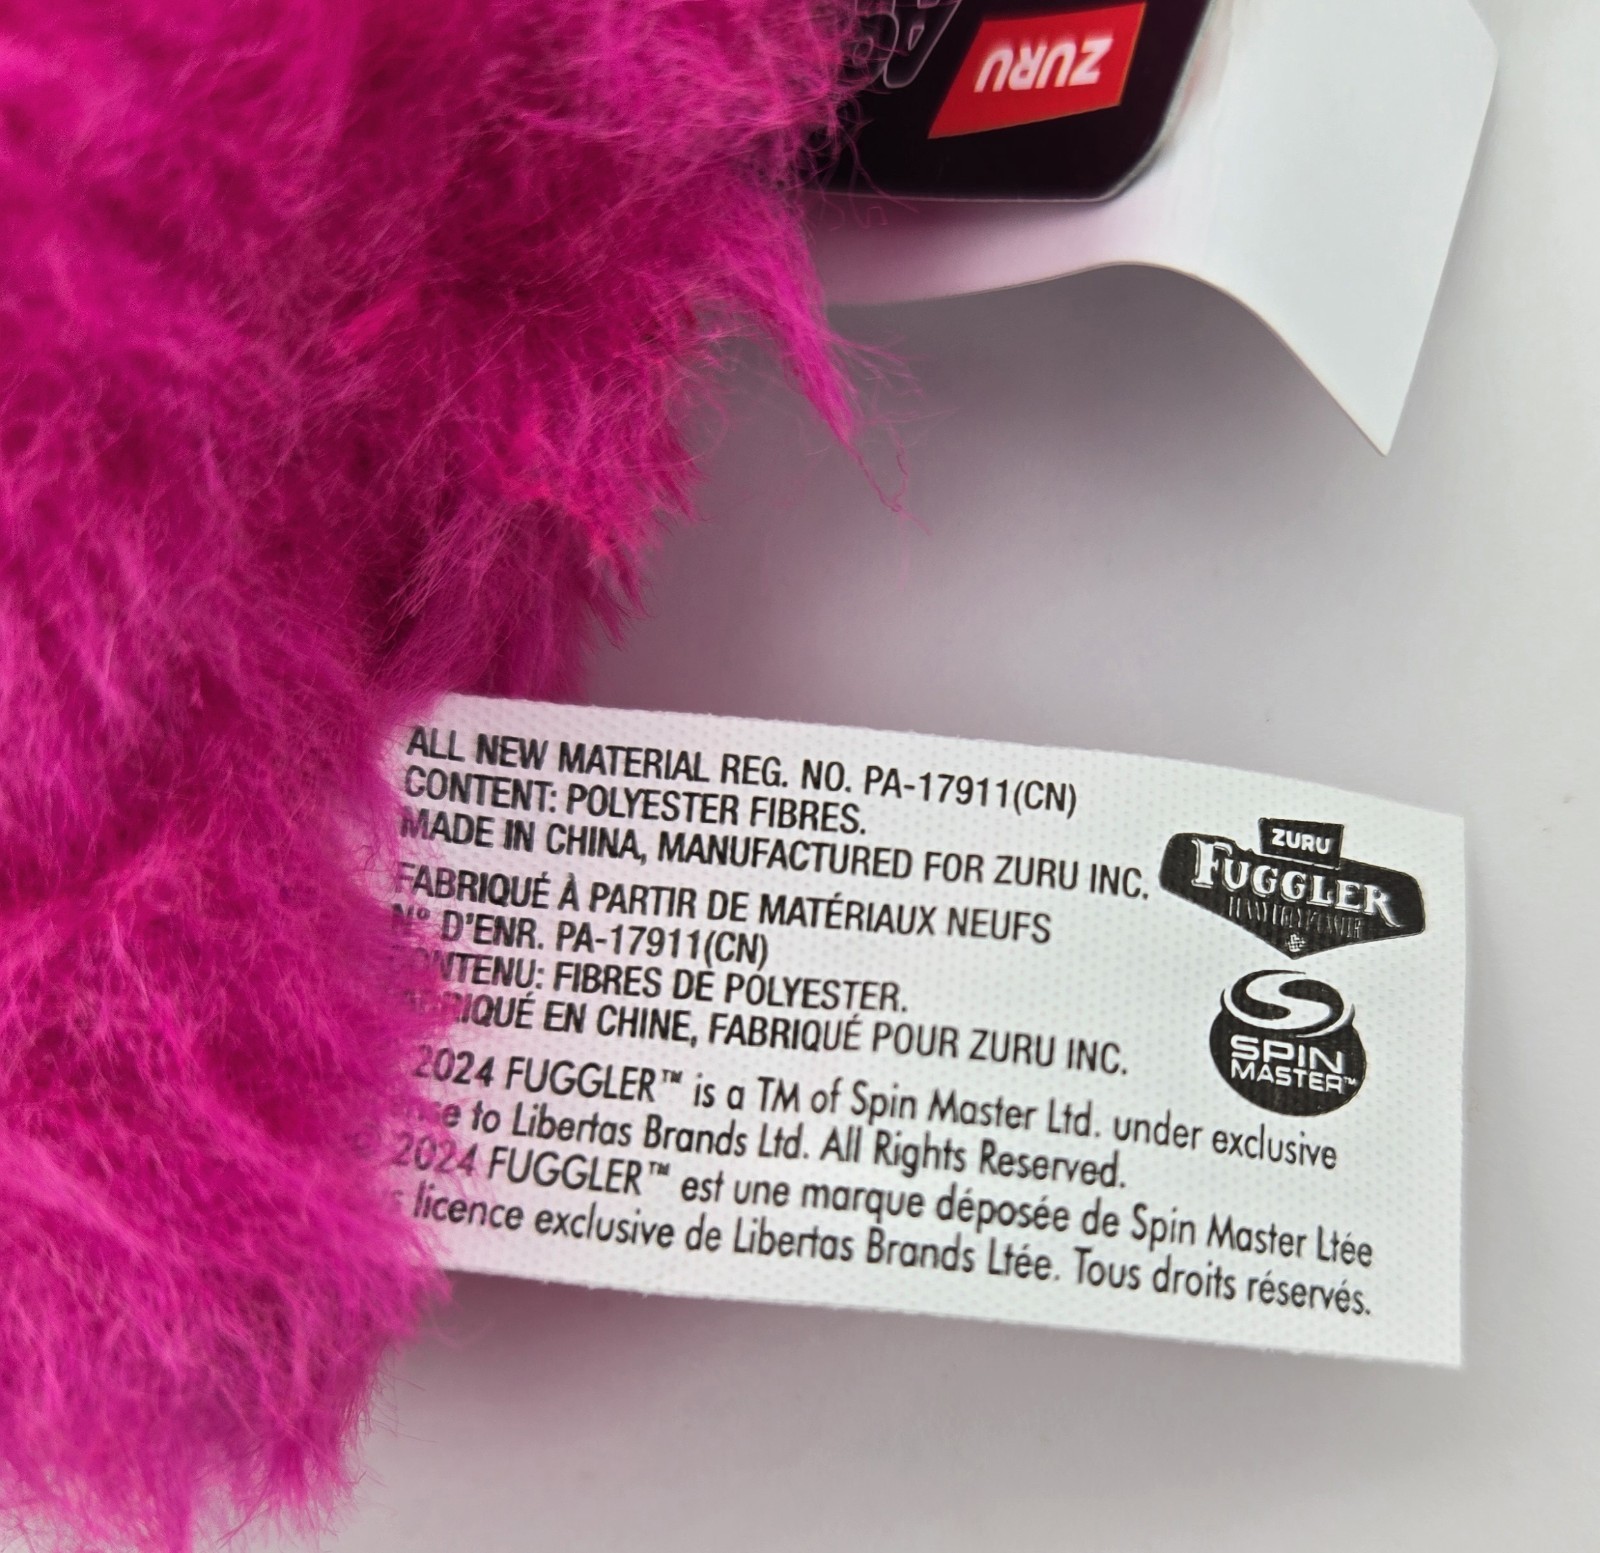 ZURU
ALL NEW MATERIAL REG. NO. PA-17911(CN)
CONTENT: POLYESTER FIBRES.
MADE IN CHINA, MANUFACTURED FOR ZURU INC.
FABRIQUÉ À PARTIR DE MATÉRIAUX NEUFS
N° D'ENR. PA-17911(CN)
CONTENU: FIBRES DE POLYESTER.
FABRIQUÉ EN CHINE, FABRIQUÉ POUR ZURU INC.
2024 FUGGLER™ is a TM of Spin Master Ltd. under exclusive
to Libertas Brands Ltd. All Rights Reserved.
© 2024 FUGGLER™ est une marque déposée de Spin Master Ltée
licence exclusive de Libertas Brands Ltée. Tous droits réservés.
ZURU
FUGGLER
SPIN
MASTER™